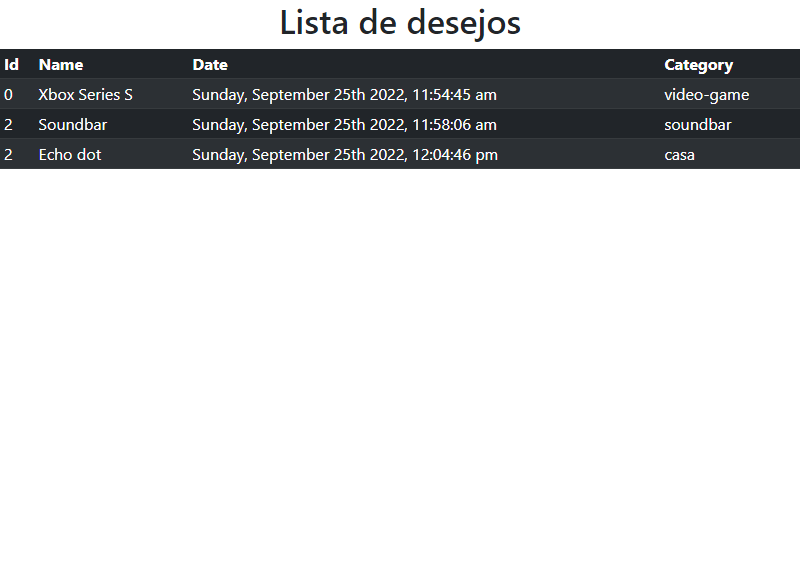 Lista de desejos
Id Name Date Category
0 Xbox Series S Sunday, September 25th 2022, 11:54:45 am video-game
2 Soundbar Sunday, September 25th 2022, 11:58:06 am soundbar
2 Echo dot Sunday, September 25th 2022, 12:04:46 pm casa